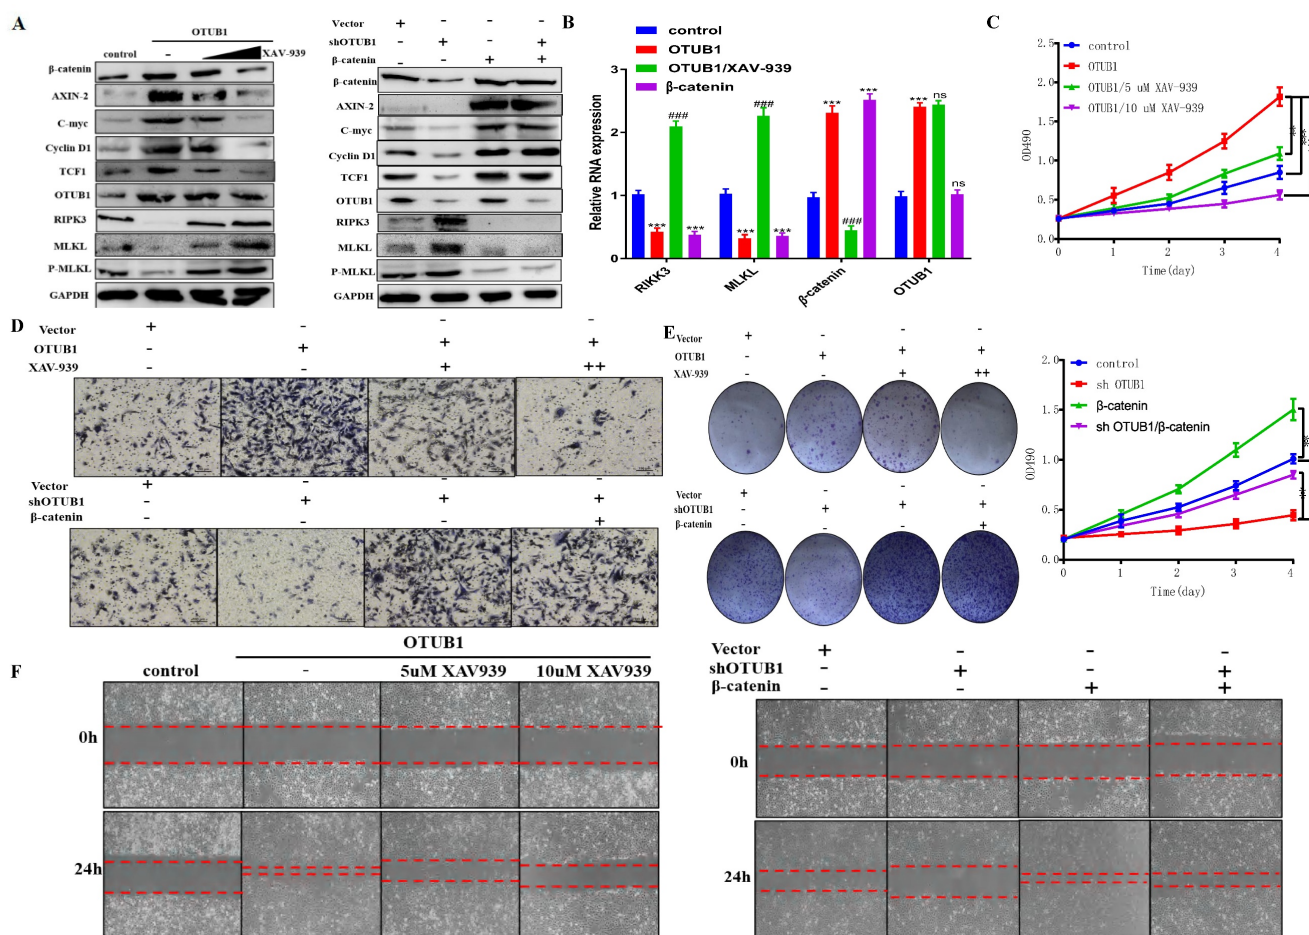 A
OTUB1
control - XAV-939
β-catenin
AXIN-2
C-myc
Cyclin D1
TCF1
OTUB1
RIPK3
MLKL
P-MLKL
GAPDH
Vector + - - -
shOTUB1 - + - +
β-catenin - - + +
β-catenin
AXIN-2
C-myc
Cyclin D1
TCF1
OTUB1
RIPK3
MLKL
P-MLKL
GAPDH
B
control
OTUB1
OTUB1/XAV-939
β-catenin
Relative RNA expression
3
2
1
0
*** ### ***
*** ### ***
*** ### ***
*** ns ns
RIKK3
MLKL
β-catenin
OTUB1
C
control
OTUB1
OTUB1/5 uM XAV-939
OTUB1/10 uM XAV-939
OD490
2.5
2.0
1.5
1.0
0.5
0.0
0 1 2 3 4
Time(day)
**
***
D
Vector + - - -
OTUB1 - + + +
XAV-939 - - + ++
Vector + - - -
shOTUB1 - + + +
β-catenin - - - +
E
Vector + - - -
OTUB1 - + + +
XAV-939 - - + ++
Vector + - - -
shOTUB1 - + + +
β-catenin - - - +
control
sh OTUB1
β-catenin
sh OTUB1/β-catenin
OD490
2.0
1.5
1.0
0.5
0.0
0 1 2 3 4
Time(day)
**
**
F
OTUB1
control - 5uM XAV939 10uM XAV939
0h
24h
Vector + - - -
shOTUB1 - + - +
β-catenin - - + +
0h
24h